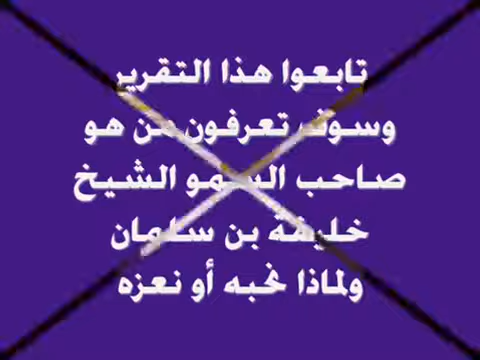 تابعوا هذا التقرير
وسوف تعرفون من هو
صاحب السمو الشيخ
خليفة بن سلمان
ولماذا نحبه أو نعزه